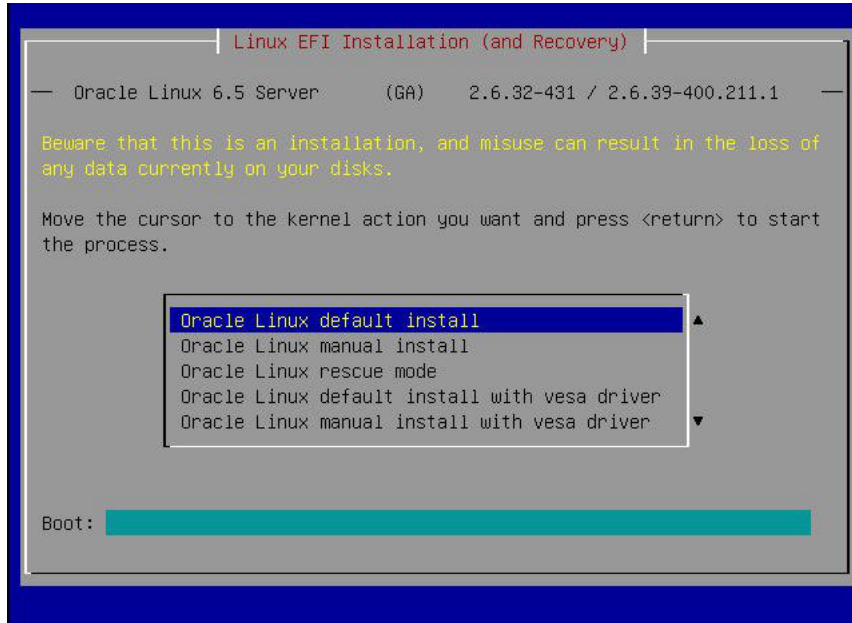 Linux EFI Installation (and Recovery)
Oracle Linux 6.5 Server (GA) 2.6.32-431 / 2.6.39-400.211.1
Beware that this is an installation, and misuse can result in the loss of
any data currently on your disks.
Move the cursor to the kernel action you want and press <return> to start
the process.
Oracle Linux default install
Oracle Linux manual install
Oracle Linux rescue mode
Oracle Linux default install with vesa driver
Oracle Linux manual install with vesa driver
Boot: